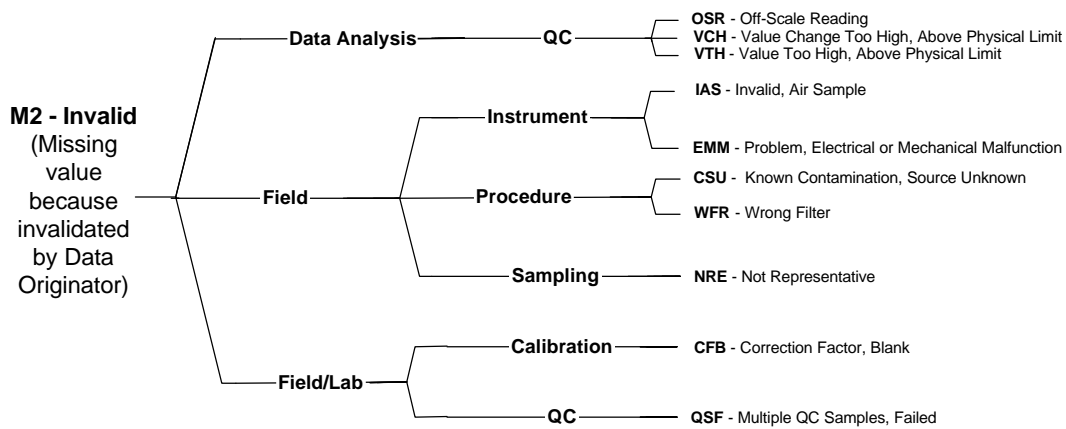 M2 - Invalid
(Missing
value
because
invalidated
by Data
Originator)
Data Analysis
QC
OSR - Off-Scale Reading
VCH - Value Change Too High, Above Physical Limit
VTH - Value Too High, Above Physical Limit
Field
Instrument
IAS - Invalid, Air Sample
EMM - Problem, Electrical or Mechanical Malfunction
Procedure
CSU - Known Contamination, Source Unknown
WFR - Wrong Filter
Sampling
NRE - Not Representative
Field/Lab
Calibration
CFB - Correction Factor, Blank
QC
QSF - Multiple QC Samples, Failed